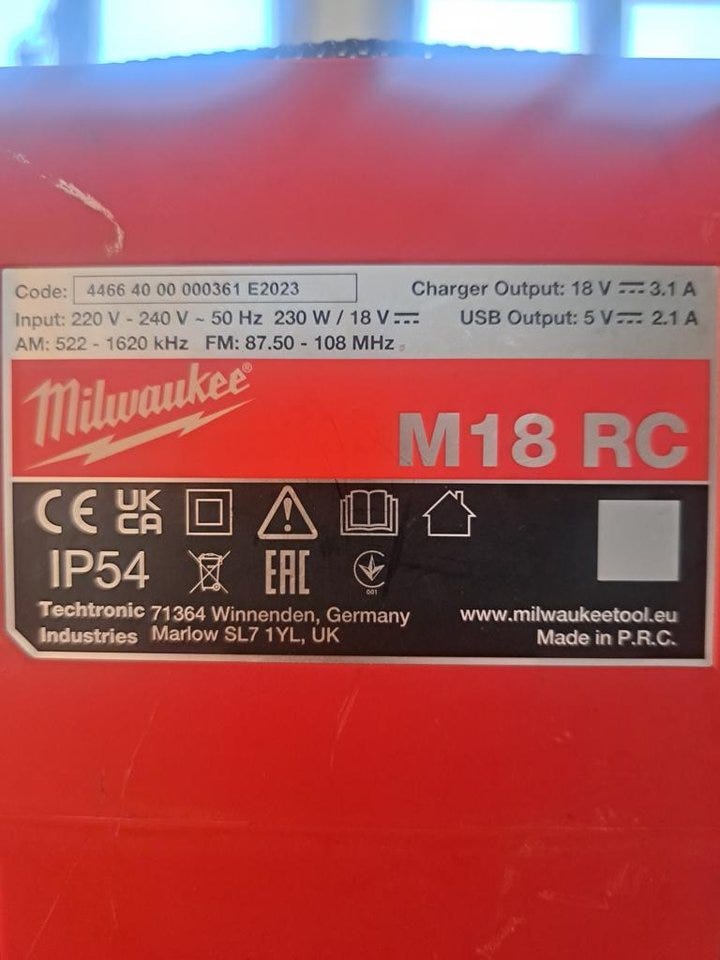 Code: 4466 40 00 000361 E2023
Charger Output: 18 V ⎓ 3.1 A
Input: 220 V - 240 V ~ 50 Hz 230 W / 18 V ⎓
USB Output: 5 V ⎓ 2.1 A
AM: 522 - 1620 kHz FM: 87.50 - 108 MHz
Milwaukee®
M18 RC
CE UK CA
IP54 EAC 001
Techtronic 71364 Winnenden, Germany
Industries Marlow SL7 1YL, UK
www.milwaukeetool.eu
Made in P.R.C.